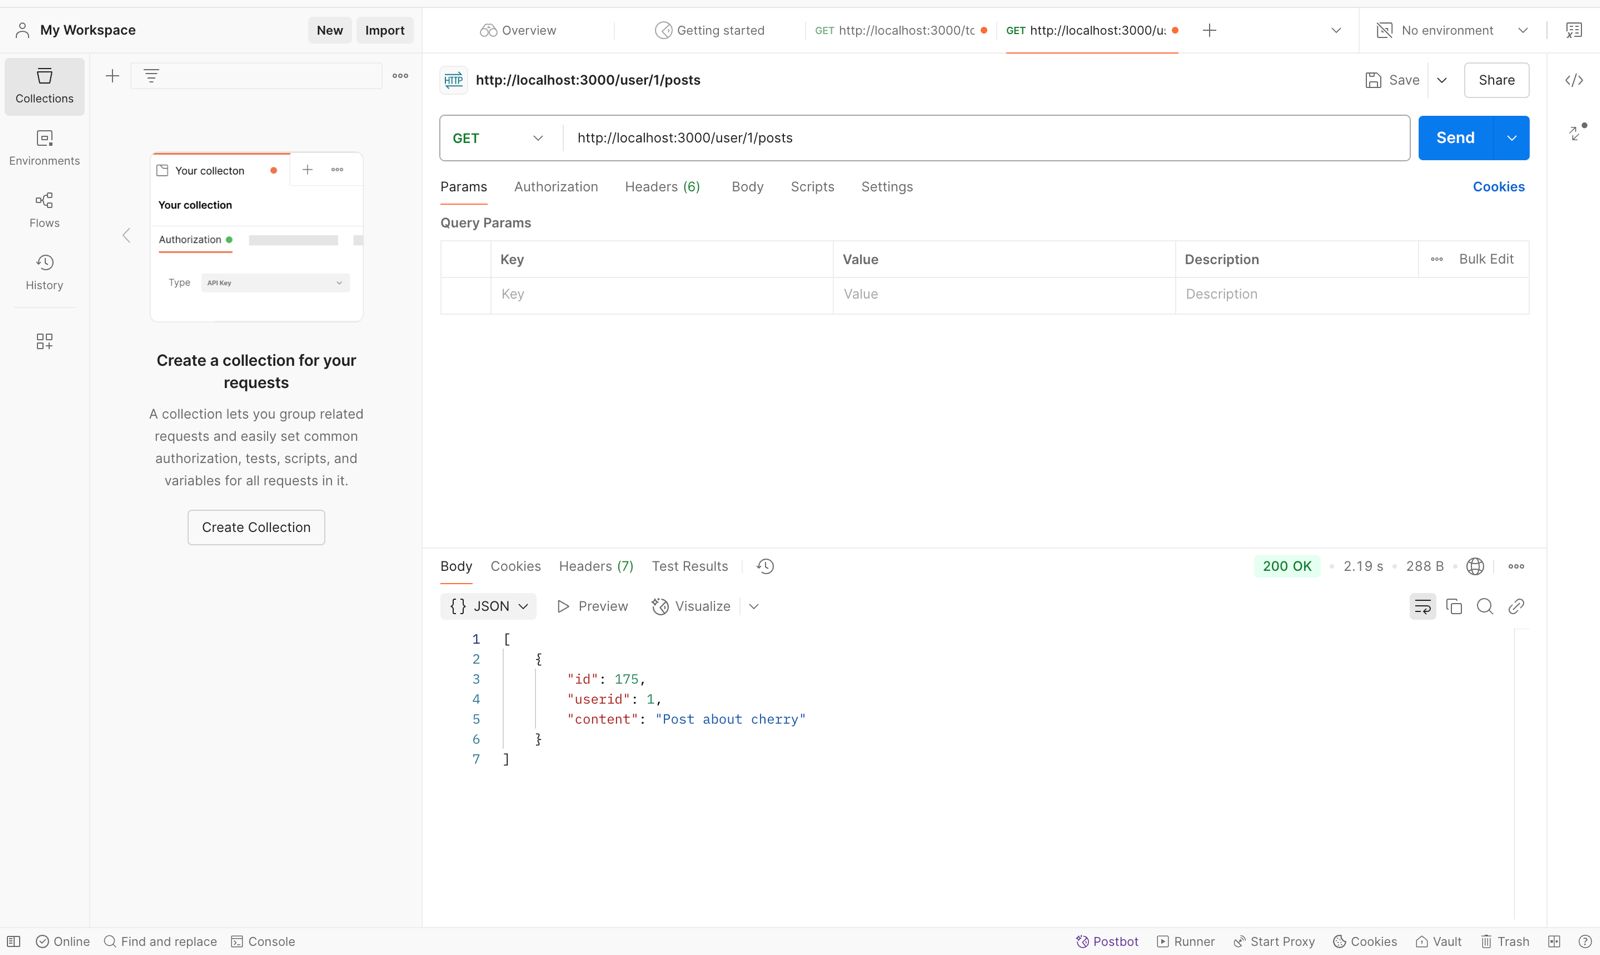 My Workspace
New
Import
Overview
Getting started
GET http://localhost:3000/tc
GET http://localhost:3000/u:
No environment
Collections
Environments
Flows
History
Your collecton
Your collection
Authorization
Type
API Key
Create a collection for your
requests
A collection lets you group related
requests and easily set common
authorization, tests, scripts, and
variables for all requests in it.
Create Collection
HTTP
http://localhost:3000/user/1/posts
Save
Share
GET
http://localhost:3000/user/1/posts
Send
Params
Authorization
Headers (6)
Body
Scripts
Settings
Cookies
Query Params
Key
Value
Description
Bulk Edit
Key
Value
Description
Body
Cookies
Headers (7)
Test Results
200 OK
2.19 s
288 B
{} JSON
Preview
Visualize
1 [
2 {
3 "id": 175,
4 "userid": 1,
5 "content": "Post about cherry"
6 }
7 ]
Online
Find and replace
Console
Postbot
Runner
Start Proxy
Cookies
Vault
Trash